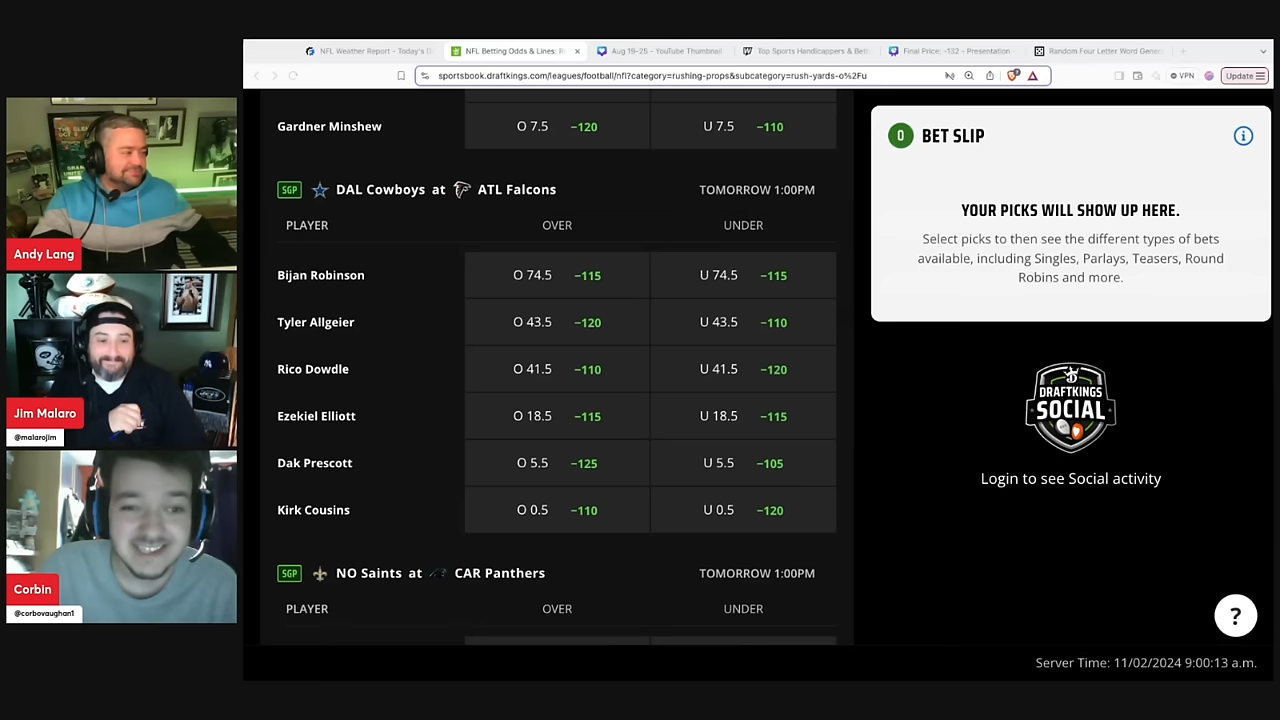 NFL Weather Report - Today's
NFL Betting Odds & Lines:
Aug 19-25 - YouTube Thumbnail
Top Sports Handicappers & Bett
Final Price: -132 - Presentation
Random Four Letter Word Gene
sportsbook.draftkings.com/leagues/football/nfl?category=rushing-props&subcategory=rush-yards-o%2Fu
VPN
Update
Gardner Minshew O 7.5 −120 U 7.5 −110
SGP DAL Cowboys at ATL Falcons TOMORROW 1:00PM
PLAYER OVER UNDER
Bijan Robinson O 74.5 −115 U 74.5 −115
Tyler Allgeier O 43.5 −120 U 43.5 −110
Rico Dowdle O 41.5 −110 U 41.5 −120
Ezekiel Elliott O 18.5 −115 U 18.5 −115
Dak Prescott O 5.5 −125 U 5.5 −105
Kirk Cousins O 0.5 −110 U 0.5 −120
SGP NO Saints at CAR Panthers TOMORROW 1:00PM
PLAYER OVER UNDER
0 BET SLIP
YOUR PICKS WILL SHOW UP HERE.
Select picks to then see the different types of bets
available, including Singles, Parlays, Teasers, Round
Robins and more.
DRAFTKINGS
SOCIAL
Login to see Social activity
?
Server Time: 11/02/2024 9:00:13 a.m.
Andy Lang
Jim Malaro
@malarojim
Corbin
@corbovaughan1